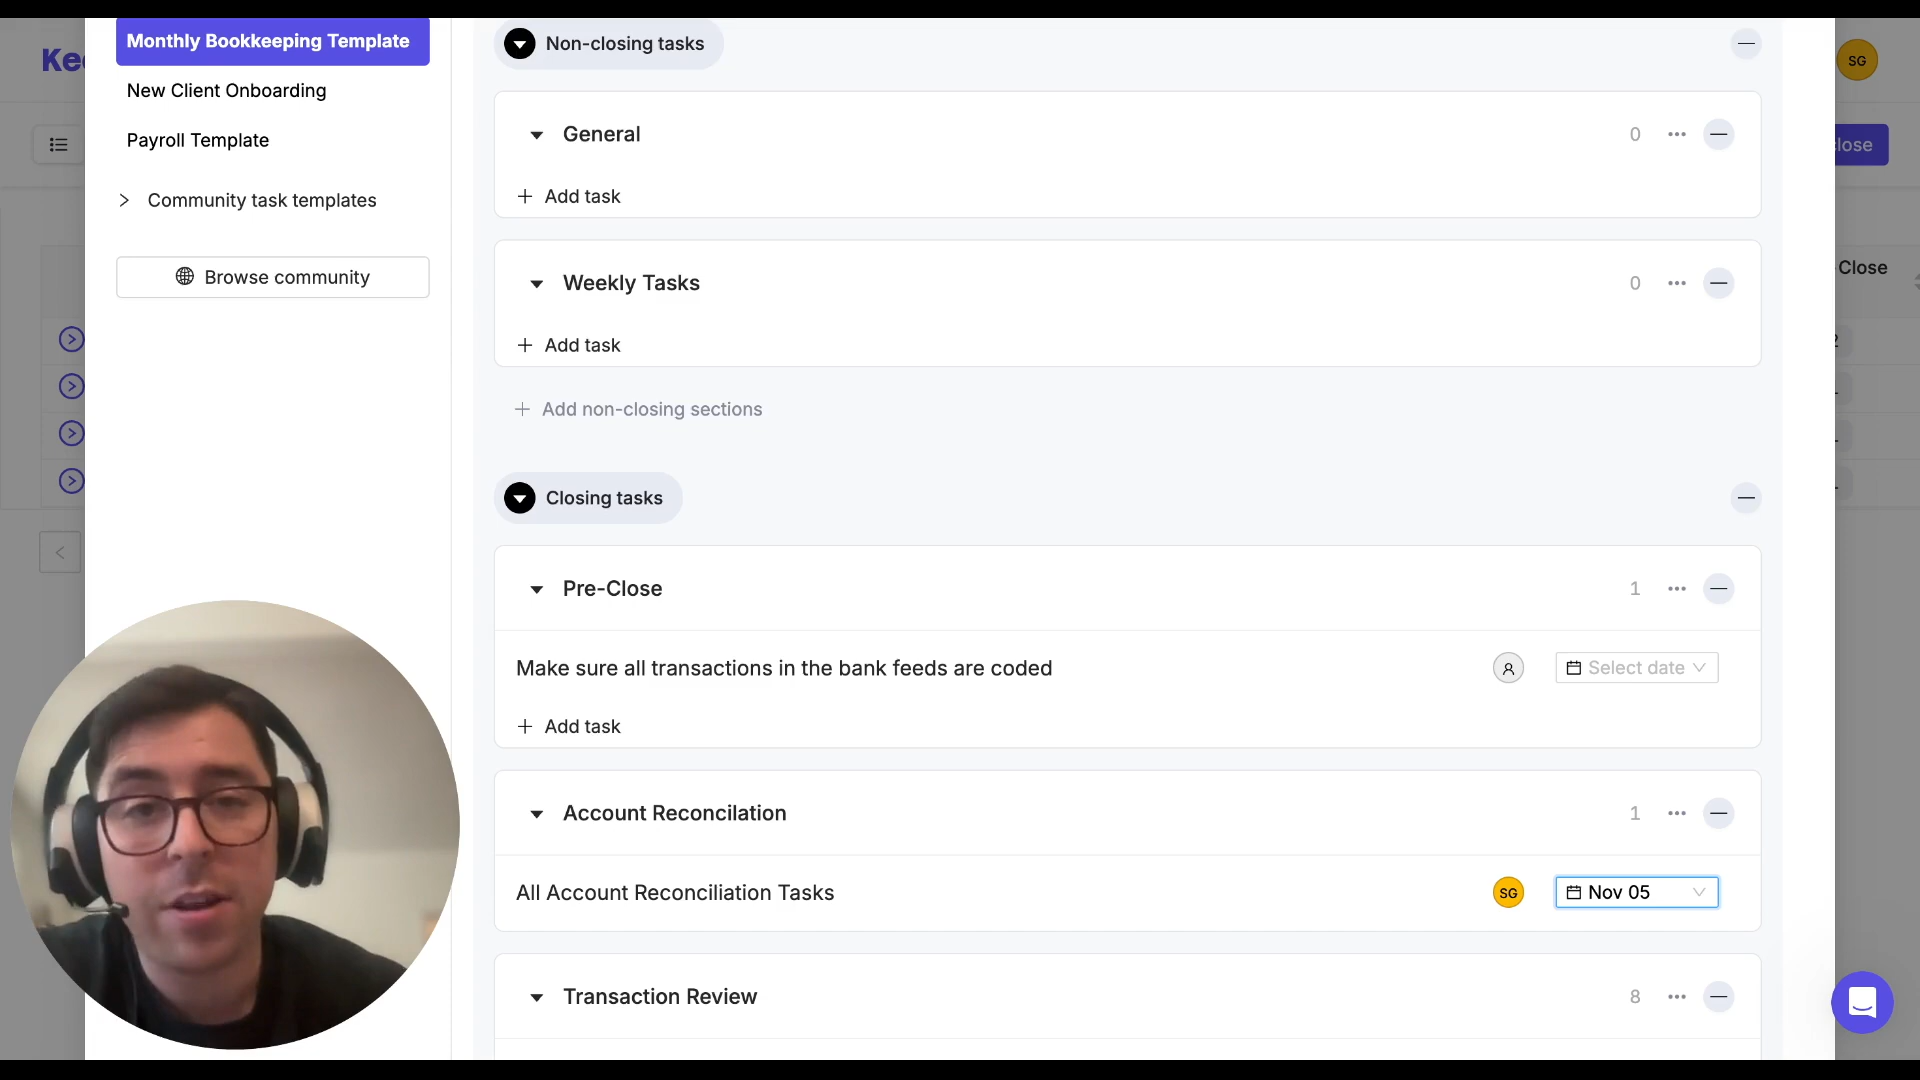 Monthly Bookkeeping Template
New Client Onboarding
Payroll Template
Community task templates
Browse community
Non-closing tasks
General
0
Add task
Weekly Tasks
0
Add task
Add non-closing sections
Closing tasks
Pre-Close
1
Make sure all transactions in the bank feeds are coded
Select date
Add task
Account Reconcilation
1
All Account Reconciliation Tasks
SG
Nov 05
Transaction Review
8
SG
Close